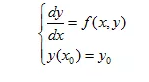 dy/dx = f(x, y)
y(x₀) = y₀